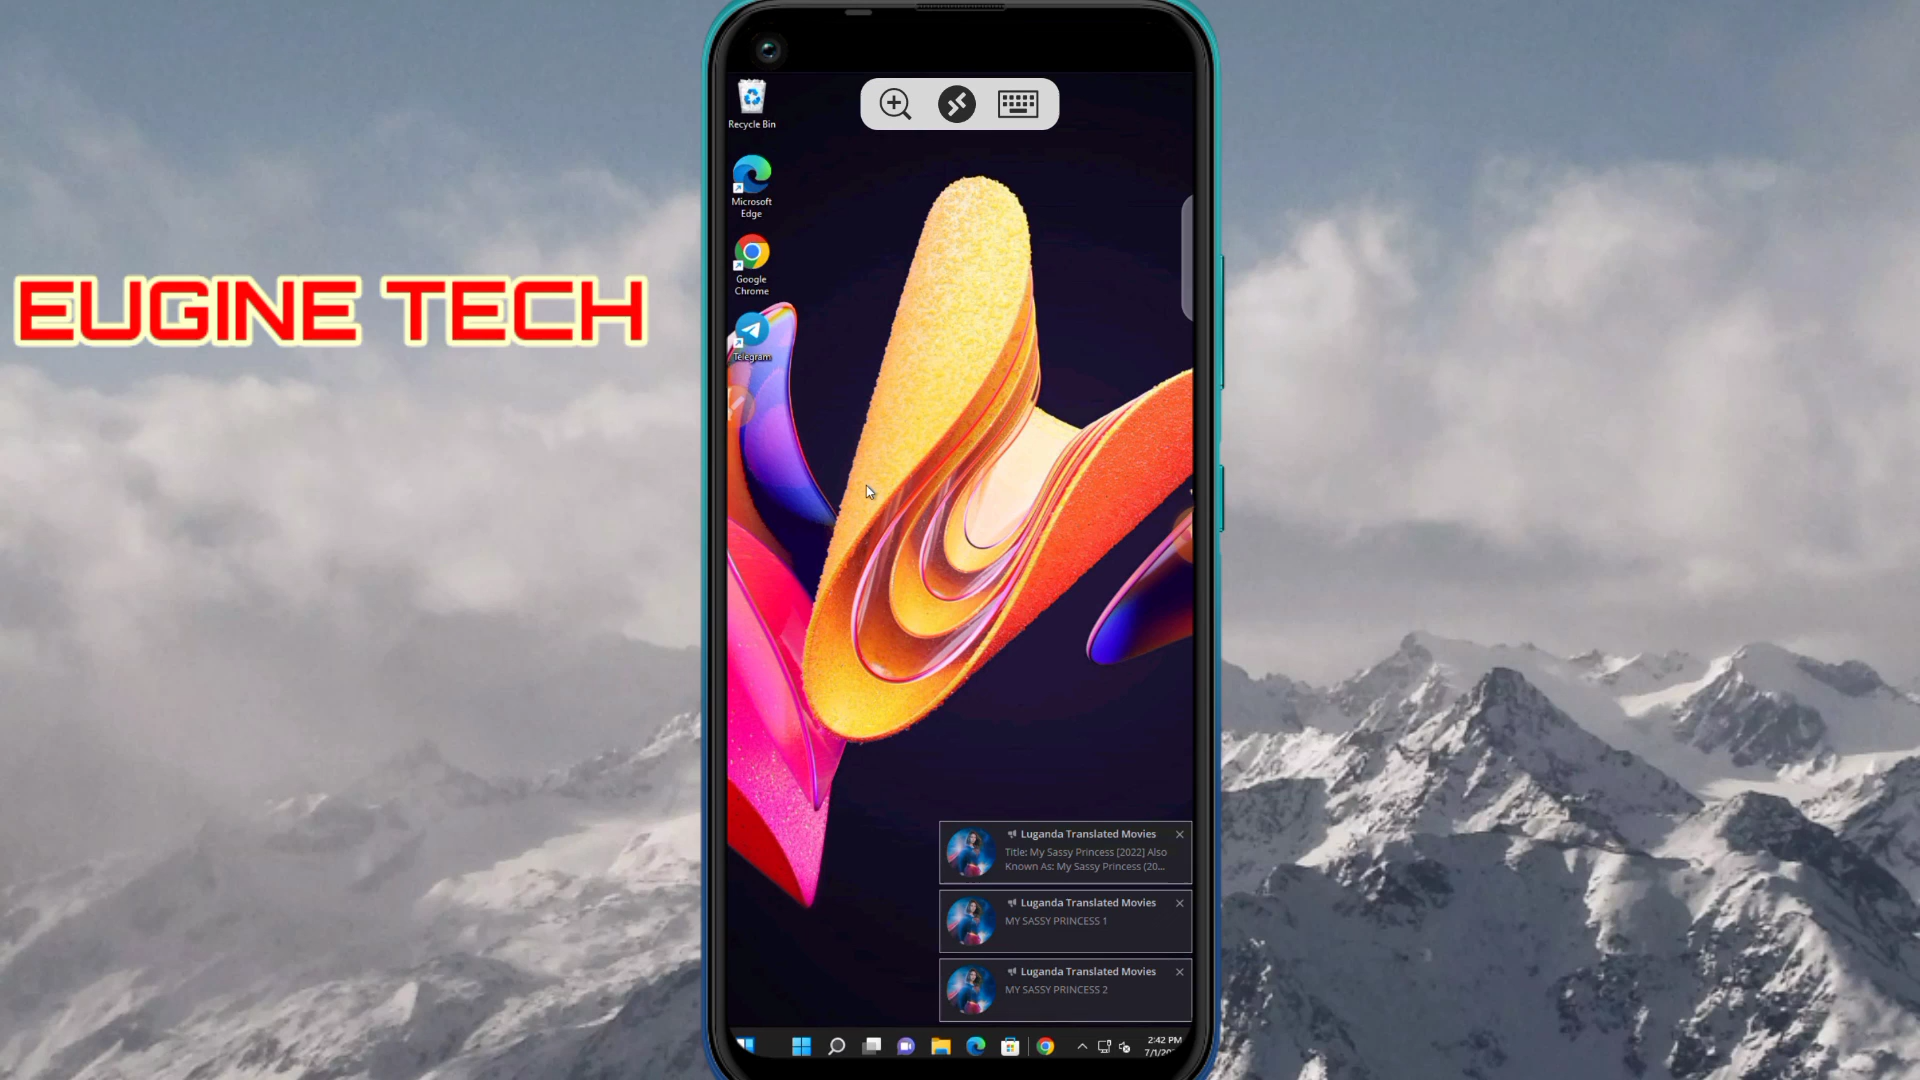 EUGINE TECH
Recycle Bin
Microsoft
Edge
Google
Chrome
Telegram
Luganda Translated Movies
Title: My Sassy Princess [2022] Also
Known As: My Sassy Princess (20...
Luganda Translated Movies
MY SASSY PRINCESS 1
Luganda Translated Movies
MY SASSY PRINCESS 2
2:42 PM